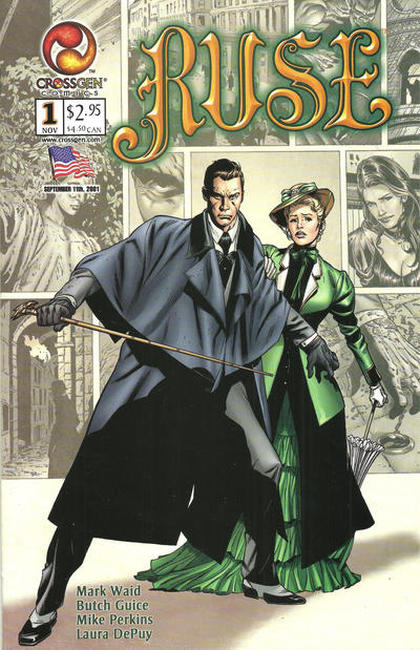 CROSSGEN®
COMICS
™
1
NOV
$2.95
$4.50 CAN
www.crossgen.com
SEPTEMBER 11th, 2001
RUSE
Mark Waid
Butch Guice
Mike Perkins
Laura DePuy